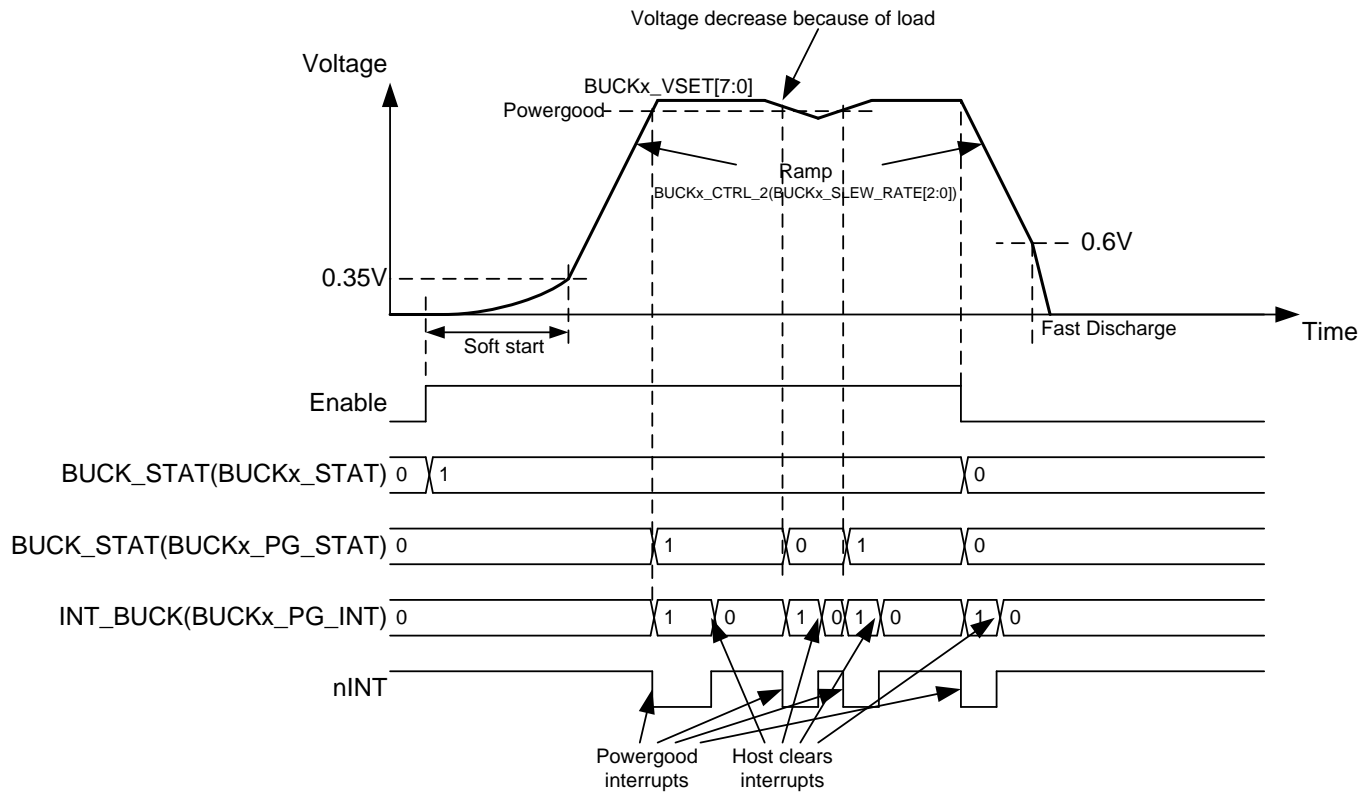 Voltage decrease because of load
Voltage
BUCKx_VSET[7:0]
Powergood
Ramp
BUCKx_CTRL_2(BUCKx_SLEW_RATE[2:0])
0.6V
0.35V
Fast Discharge
Time
Soft start
Enable
BUCK_STAT(BUCKx_STAT) 0 1 0
BUCK_STAT(BUCKx_PG_STAT) 0 1 0 1 0
INT_BUCK(BUCKx_PG_INT) 0 1 0 1 0 1 0 1 0
nINT
Powergood
interrupts
Host clears
interrupts